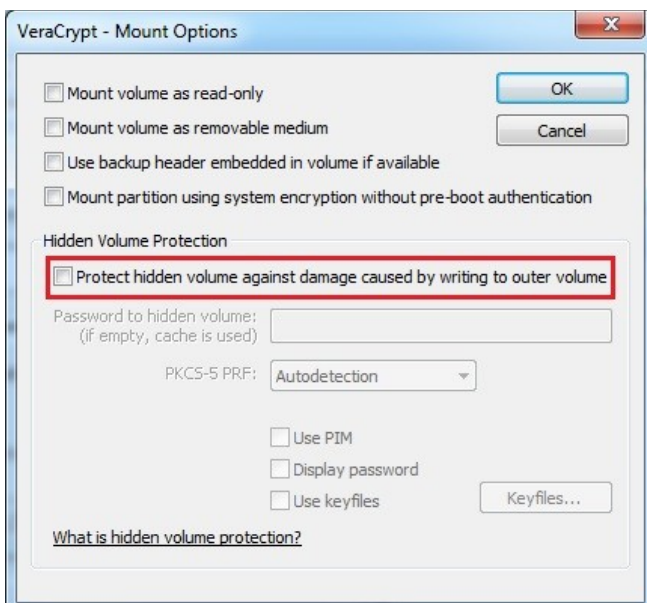 VeraCrypt - Mount Options
Mount volume as read-only
OK
Mount volume as removable medium
Cancel
Use backup header embedded in volume if available
Mount partition using system encryption without pre-boot authentication
Hidden Volume Protection
Protect hidden volume against damage caused by writing to outer volume
Password to hidden volume:
(if empty, cache is used)
PKCS-5 PRF:
Autodetection
Use PIM
Display password
Use keyfiles
Keyfiles...
What is hidden volume protection?